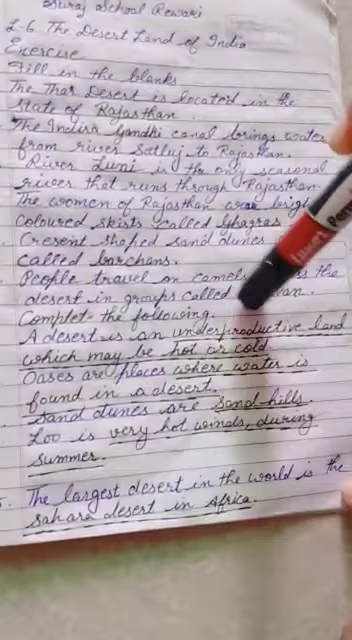 Suraj School Rewari
L-6 The Desert Land of India
Exercise
Fill in the blanks
The Thar Desert is located in the
State of Rajasthan.
The Indira Gandhi canal brings water
from river Satluj to Rajasthan.
River Luni is the only seasonal
river that runs through Rajasthan
The women of Rajasthan
coloured skirts called Ghagras
Cresent shaped sand dunes
called barchans.
People travel on camels the
desert in groups called
Complet the following.
A desert is an underproductive land
which may be hot or cold.
Oases are places where water is
found in a desert.
Sand dunes are sand hills.
Loo is very hot winds, during
summer.
The largest desert in the world is the
sahara desert in Africa.